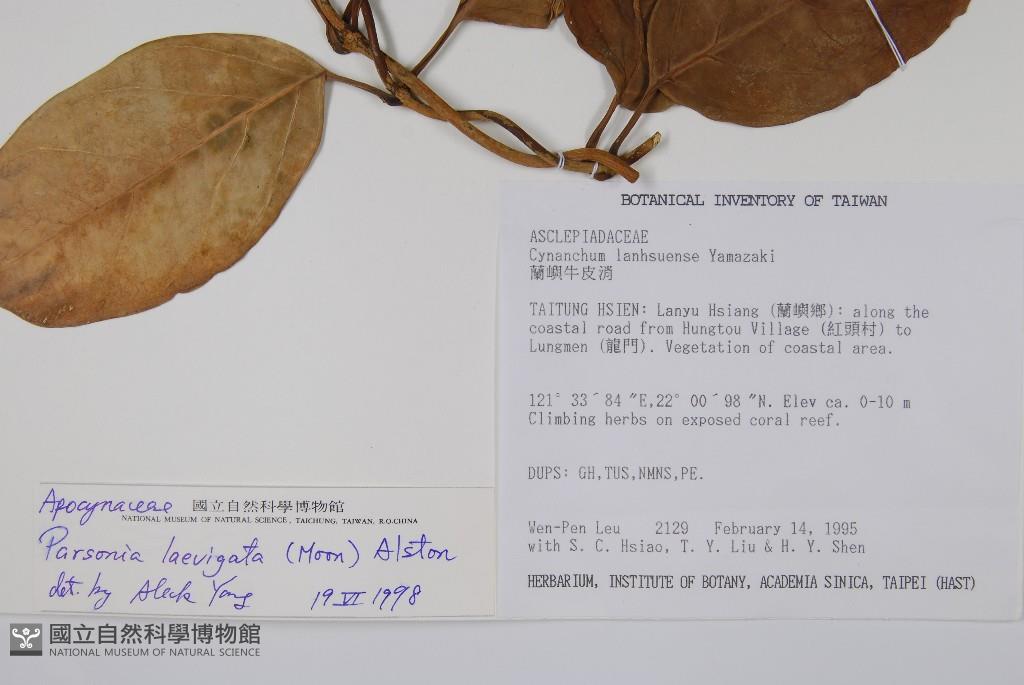 BOTANICAL INVENTORY OF TAIWAN
ASCLEPIADACEAE
Cynanchum lanhsuense Yamazaki
蘭嶼牛皮消
TAITUNG HSIEN: Lanyu Hsiang (蘭嶼鄉): along the
coastal road from Hungtou Village (紅頭村) to
Lungmen (龍門). Vegetation of coastal area.
121° 33´84 ″E,22° 00´98 ″N. Elev ca. 0-10 m
Climbing herbs on exposed coral reef.
DUPS: GH,TUS,NMNS,PE.
Wen-Pen Leu 2129 February 14, 1995
with S. C. Hsiao, T. Y. Liu & H. Y. Shen
HERBARIUM, INSTITUTE OF BOTANY, ACADEMIA SINICA, TAIPEI (HAST)
Apocynaceae 國立自然科學博物館
NATIONAL MUSEUM OF NATURAL SCIENCE, TAICHUNG, TAIWAN, R.O.CHINA
Parsonia laevigata (Moon) Alston
det. by Aleck Yang 19 VI 1998
國立自然科學博物館
NATIONAL MUSEUM OF NATURAL SCIENCE